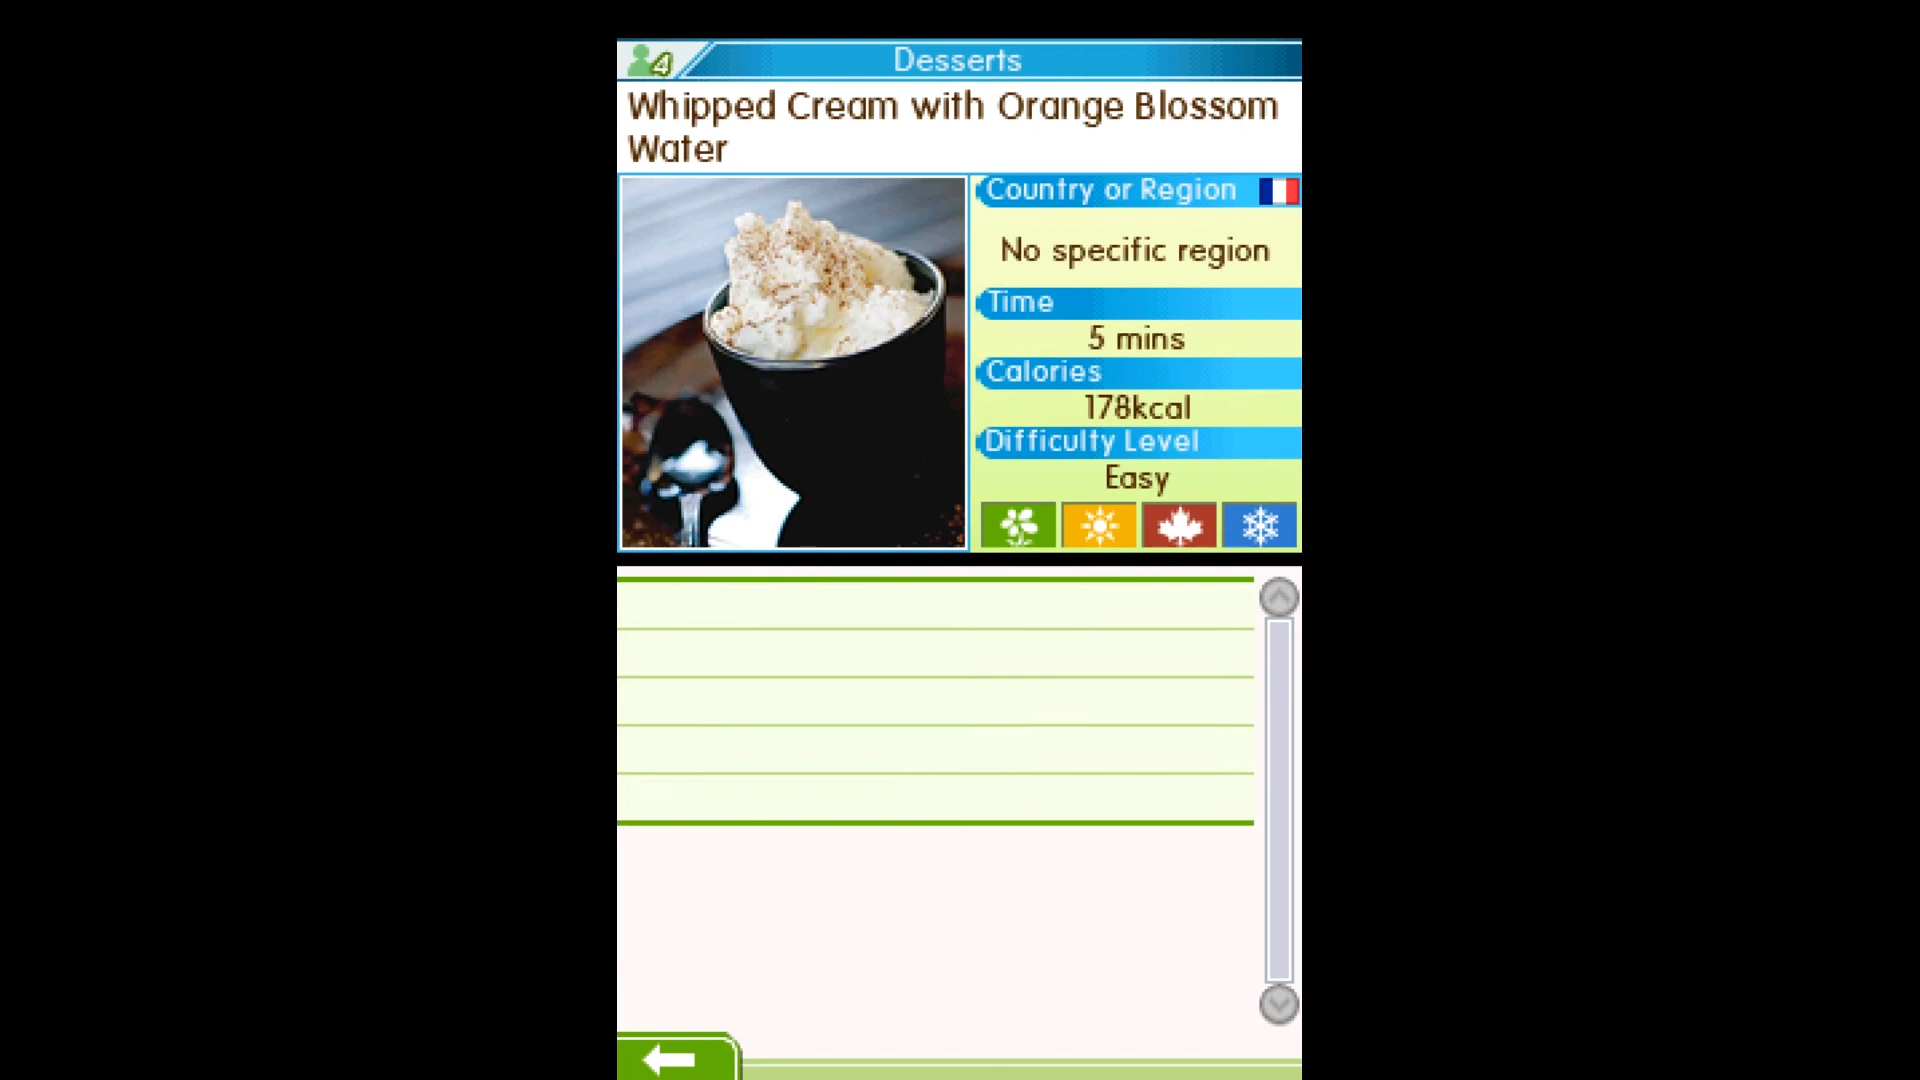 4
Desserts
Whipped Cream with Orange Blossom
Water
Country or Region
No specific region
Time
5 mins
Calories
178kcal
Difficulty Level
Easy